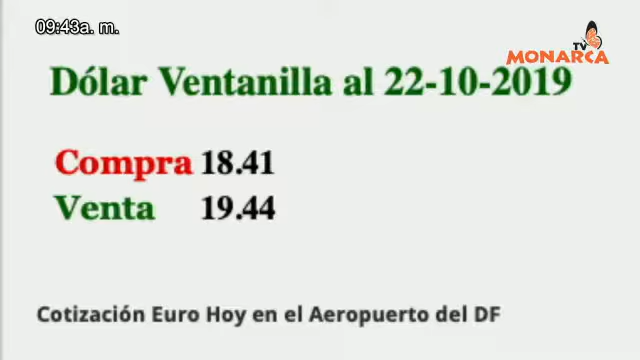 09:43a. m.
TV
MONARCA
Dólar Ventanilla al 22-10-2019
Compra 18.41
Venta 19.44
Cotización Euro Hoy en el Aeropuerto del DF